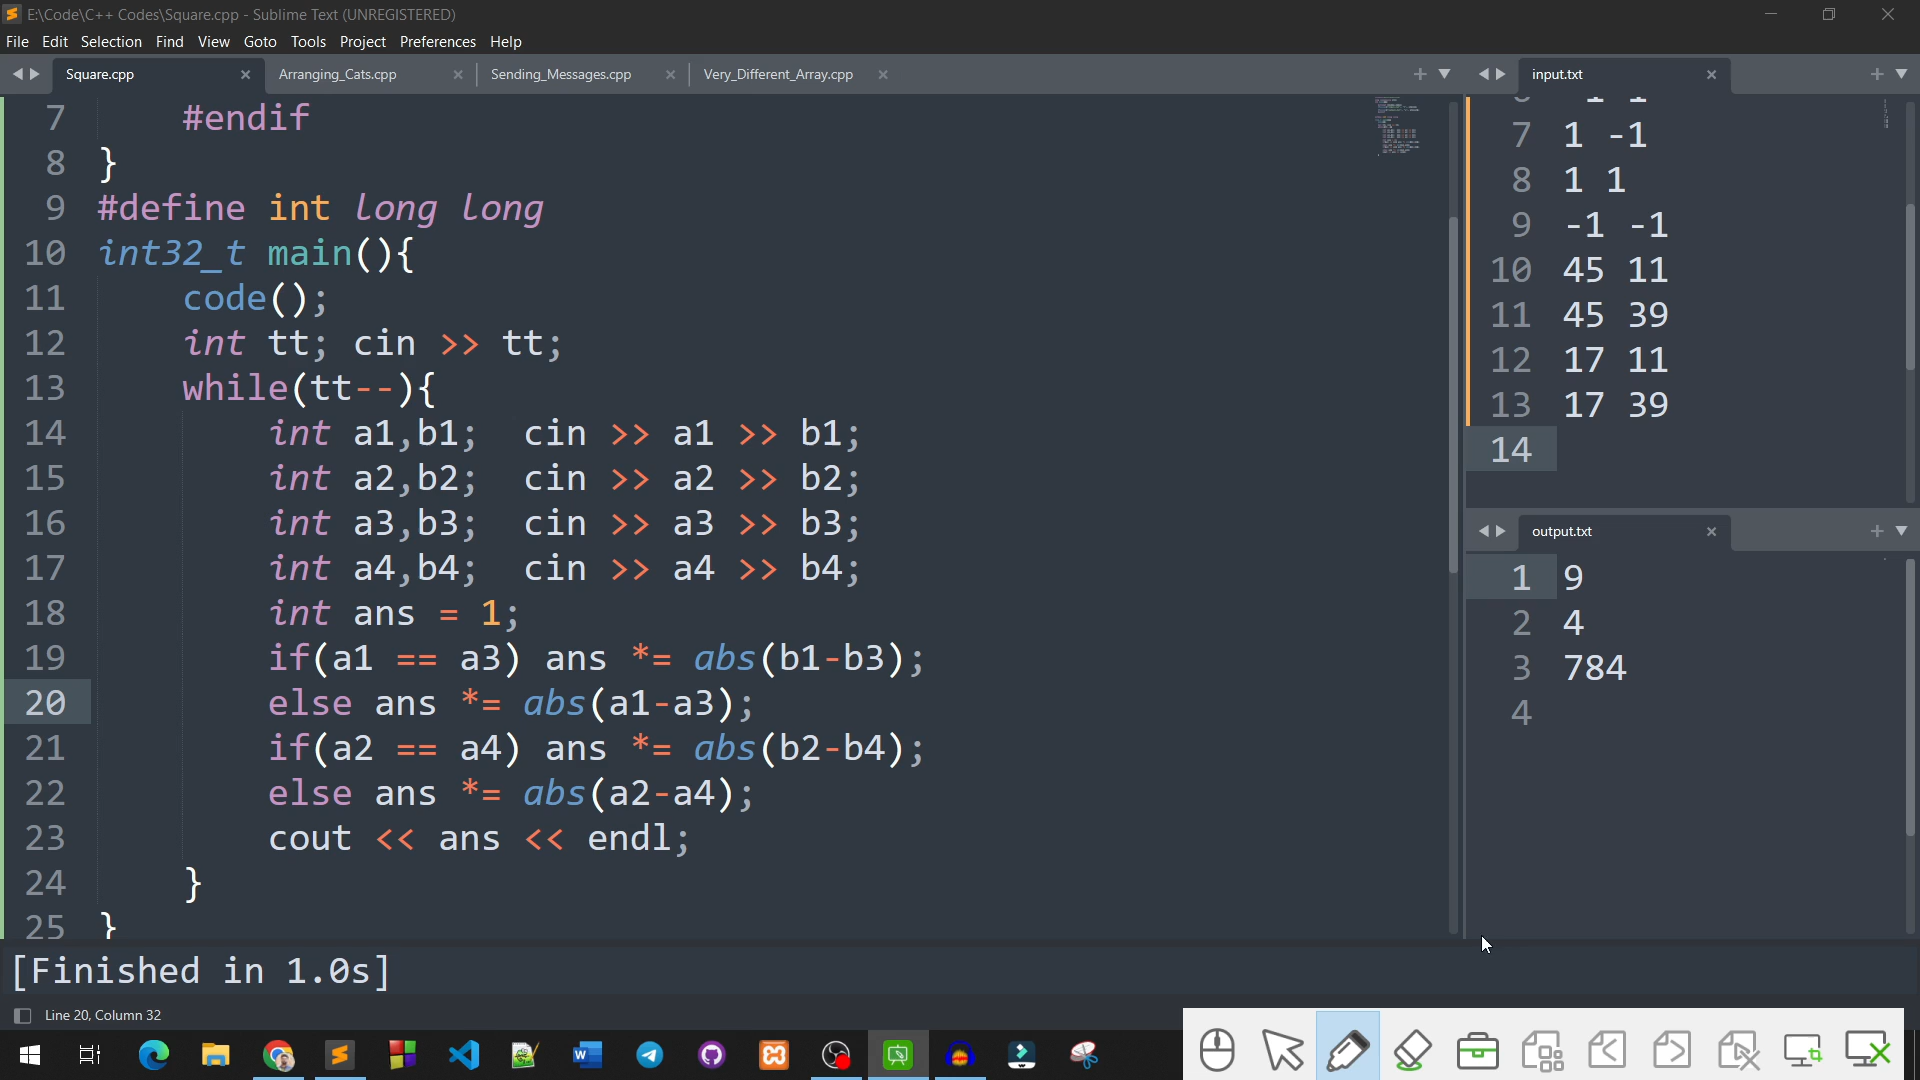 E:\Code\C++ Codes\Square.cpp - Sublime Text (UNREGISTERED)
File Edit Selection Find View Goto Tools Project Preferences Help
Square.cpp × Arranging_Cats.cpp × Sending_Messages.cpp × Very_Different_Array.cpp ×
7 #endif
8 }
9 #define int long long
10 int32_t main(){
11 code();
12 int tt; cin >> tt;
13 while(tt--){
14 int a1,b1; cin >> a1 >> b1;
15 int a2,b2; cin >> a2 >> b2;
16 int a3,b3; cin >> a3 >> b3;
17 int a4,b4; cin >> a4 >> b4;
18 int ans = 1;
19 if(a1 == a3) ans *= abs(b1-b3);
20 else ans *= abs(a1-a3);
21 if(a2 == a4) ans *= abs(b2-b4);
22 else ans *= abs(a2-a4);
23 cout << ans << endl;
24 }
25 }
input.txt ×
7 1 -1
8 1 1
9 -1 -1
10 45 11
11 45 39
12 17 11
13 17 39
14
output.txt ×
1 9
2 4
3 784
4
[Finished in 1.0s]
Line 20, Column 32